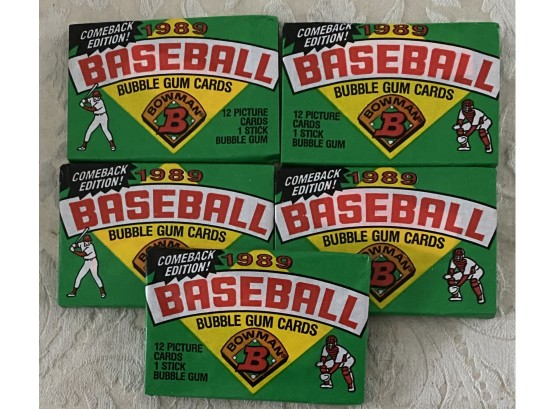 COMEBACK
EDITION!
1989
BASEBALL
BUBBLE GUM CARDS
BOWMAN
B
12 PICTURE
CARDS
1 STICK
BUBBLE GUM
COMEBACK
EDITION!
1989
BASEBALL
BUBBLE GUM CARDS
BOWMAN
B
12 PICTURE
CARDS
1 STICK
BUBBLE GUM
COMEBACK
EDITION!
1989
BASEBALL
BUBBLE GUM CARDS
BOWMAN
COMEBACK
EDITION!
1989
BASEBALL
BUBBLE GUM CARDS
BOWMAN
B
COMEBACK
EDITION!
1989
BASEBALL
BUBBLE GUM CARDS
BOWMAN
B
12 PICTURE
CARDS
1 STICK
BUBBLE GUM